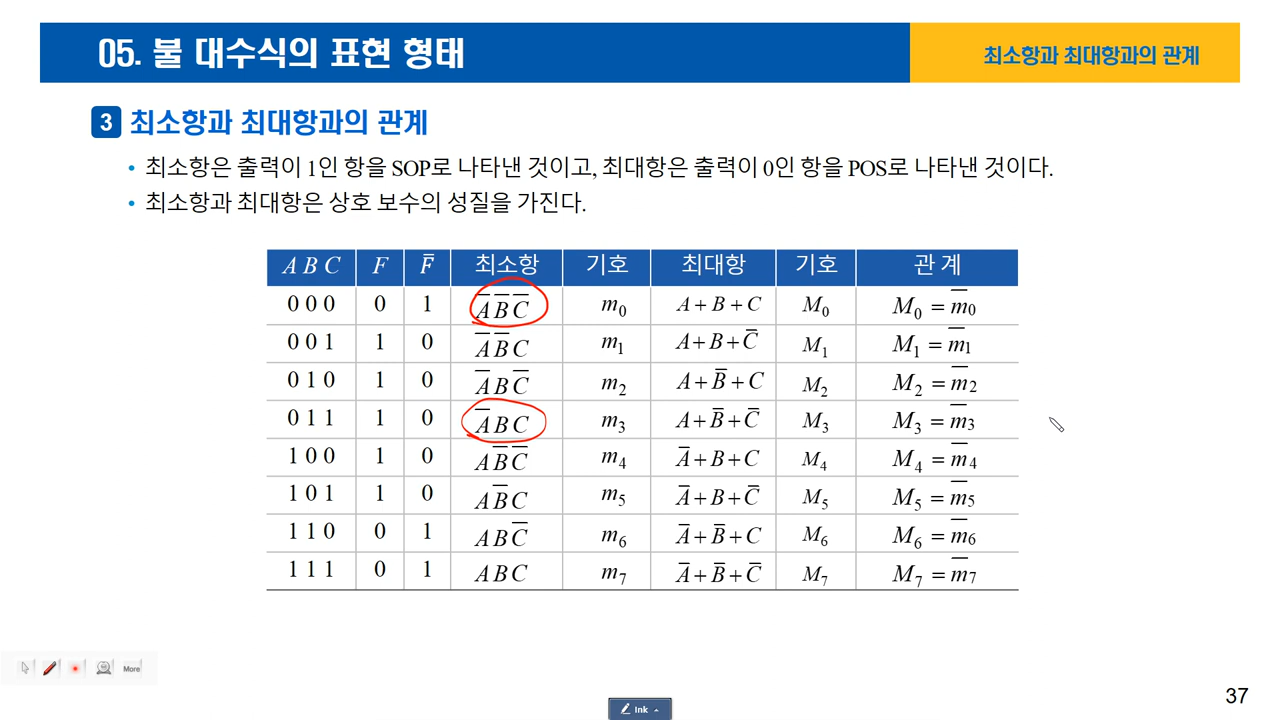 05. 불 대수식의 표현 형태
최소항과 최대항과의 관계
3 최소항과 최대항과의 관계
• 최소항은 출력이 1인 항을 SOP로 나타낸 것이고, 최대항은 출력이 0인 항을 POS로 나타낸 것이다.
• 최소항과 최대항은 상호 보수의 성질을 가진다.
A B C F F̅ 최소항 기호 최대항 기호 관계
0 0 0 0 1 A̅ B̅ C̅ m₀ A + B + C M₀ M₀ = m̅₀
0 0 1 1 0 A̅ B̅ C m₁ A + B + C̅ M₁ M₁ = m̅₁
0 1 0 1 0 A̅ B C̅ m₂ A + B̅ + C M₂ M₂ = m̅₂
0 1 1 1 0 A̅ B C m₃ A + B̅ + C̅ M₃ M₃ = m̅₃
1 0 0 1 0 A B̅ C̅ m₄ A̅ + B + C M₄ M₄ = m̅₄
1 0 1 1 0 A B̅ C m₅ A̅ + B + C̅ M₅ M₅ = m̅₅
1 1 0 0 1 A B C̅ m₆ A̅ + B̅ + C M₆ M₆ = m̅₆
1 1 1 0 1 A B C m₇ A̅ + B̅ + C̅ M₇ M₇ = m̅₇
More
Ink
37